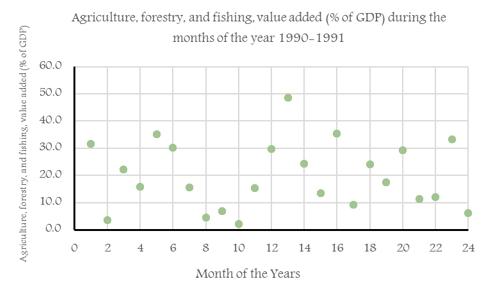 Agriculture, forestry, and fishing, value added (% of GDP) during the
months of the year 1990-1991
Agriculture, forestry, and fishing, value added (% of GDP)
60.0
50.0
40.0
30.0
20.0
10.0
0.0
0 2 4 6 8 10 12 14 16 18 20 22 24
Month of the Years